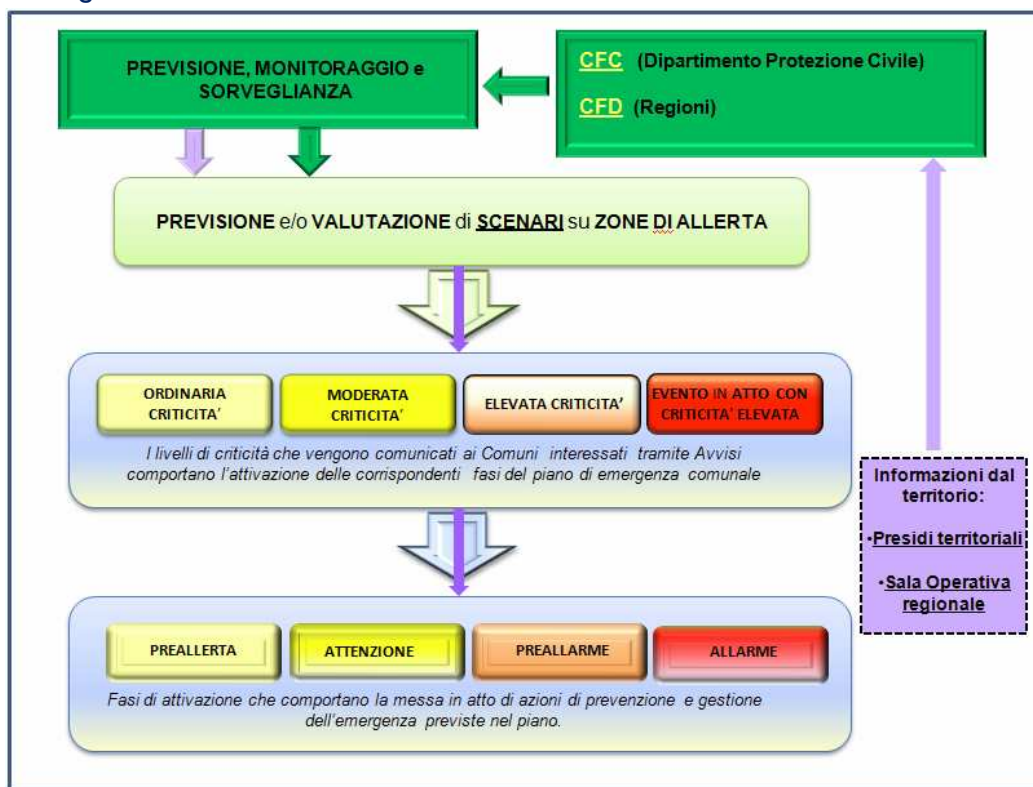 PREVISIONE, MONITORAGGIO e
SORVEGLIANZA
CFC (Dipartimento Protezione Civile)
CFD (Regioni)
PREVISIONE e/o VALUTAZIONE di SCENARI su ZONE DI ALLERTA
ORDINARIA
CRITICITA'
MODERATA
CRITICITA'
ELEVATA CRITICITA'
EVENTO IN ATTO CON
CRITICITA' ELEVATA
I livelli di criticità che vengono comunicati ai Comuni interessati tramite Avvisi
comportano l'attivazione delle corrispondenti fasi del piano di emergenza comunale
Informazioni dal
territorio:
•Presidi territoriali
•Sala Operativa
regionale
PREALLERTA
ATTENZIONE
PREALLARME
ALLARME
Fasi di attivazione che comportano la messa in atto di azioni di prevenzione e gestione
dell'emergenza previste nel piano.